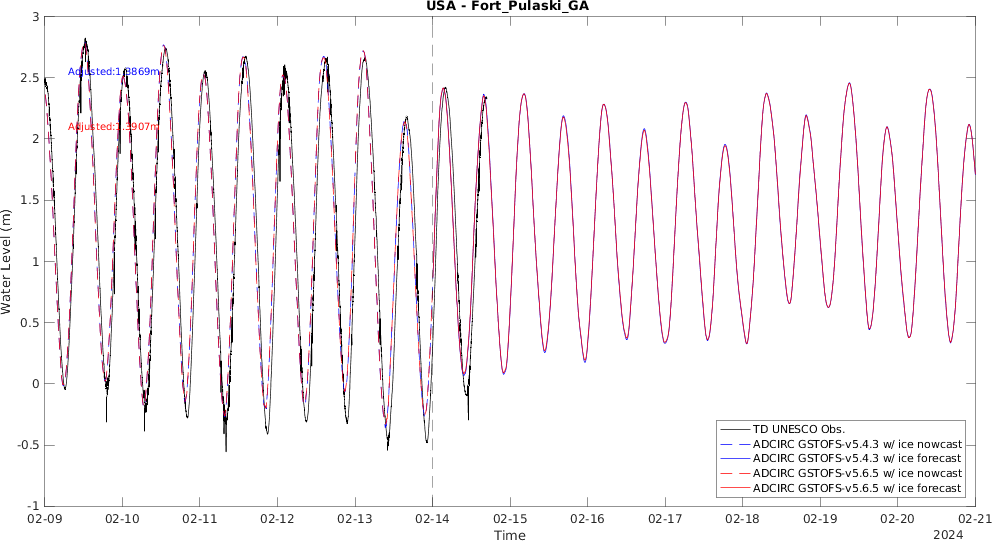 USA - Fort_Pulaski_GA
3
2.5
2
1.5
1
0.5
0
-0.5
-1
Water Level (m)
02-09
02-10
02-11
02-12
02-13
02-14
02-15
02-16
02-17
02-18
02-19
02-20
02-21
Time
2024
TD UNESCO Obs.
ADCIRC GSTOFS-v5.4.3 w/ ice nowcast
ADCIRC GSTOFS-v5.4.3 w/ ice forecast
ADCIRC GSTOFS-v5.6.5 w/ ice nowcast
ADCIRC GSTOFS-v5.6.5 w/ ice forecast